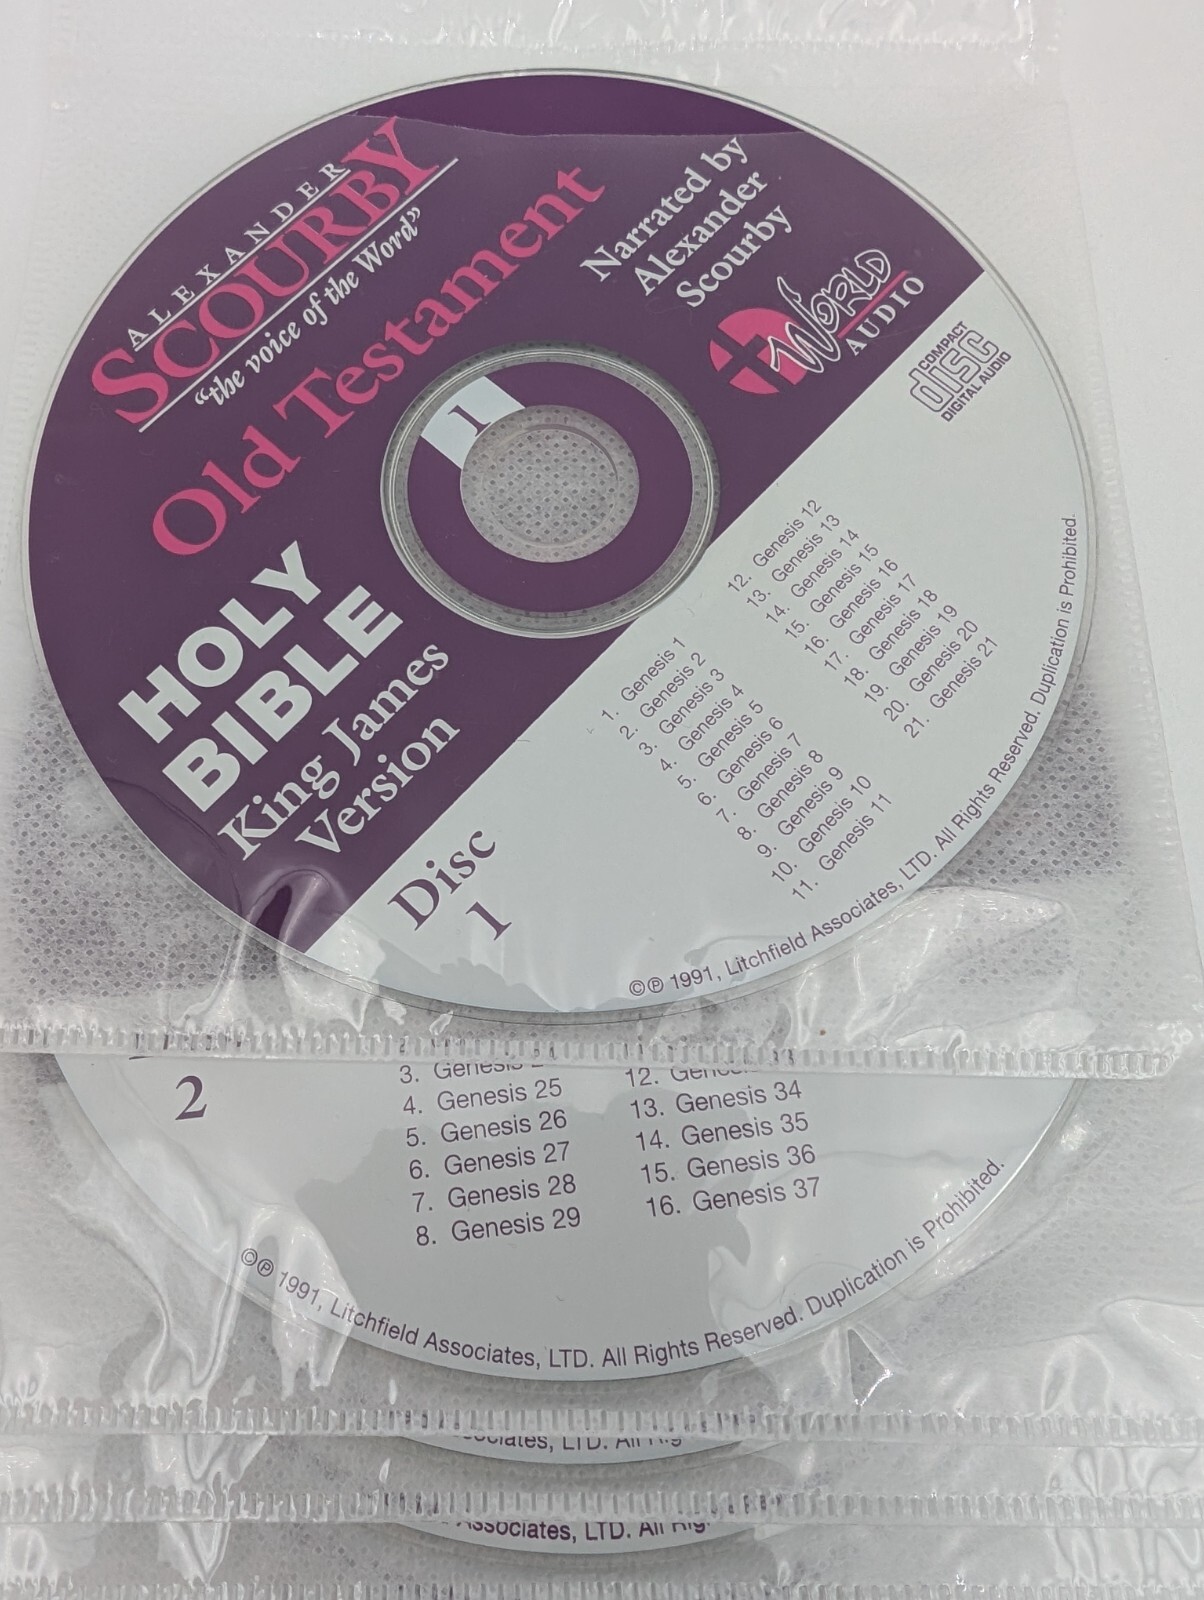 ALEXANDER
SCOURBY
“the voice of the Word”
Old Testament
HOLY
BIBLE
King James
Version
Narrated by
Alexander
Scourby
WORLD
AUDIO
COMPACT
disc
DIGITAL AUDIO
1
Disc
1
1. Genesis 1
2. Genesis 2
3. Genesis 3
4. Genesis 4
5. Genesis 5
6. Genesis 6
7. Genesis 7
8. Genesis 8
9. Genesis 9
10. Genesis 10
11. Genesis 11
12. Genesis 12
13. Genesis 13
14. Genesis 14
15. Genesis 15
16. Genesis 16
17. Genesis 17
18. Genesis 18
19. Genesis 19
20. Genesis 20
21. Genesis 21
©℗ 1991, Litchfield Associates, LTD. All Rights Reserved. Duplication is Prohibited.
2
3. Genesis
4. Genesis 25
5. Genesis 26
6. Genesis 27
7. Genesis 28
8. Genesis 29
12.
13. Genesis 34
14. Genesis 35
15. Genesis 36
16. Genesis 37
©℗ 1991, Litchfield Associates, LTD. All Rights Reserved. Duplication is Prohibited.
LTD. All
Associates, LTD. All